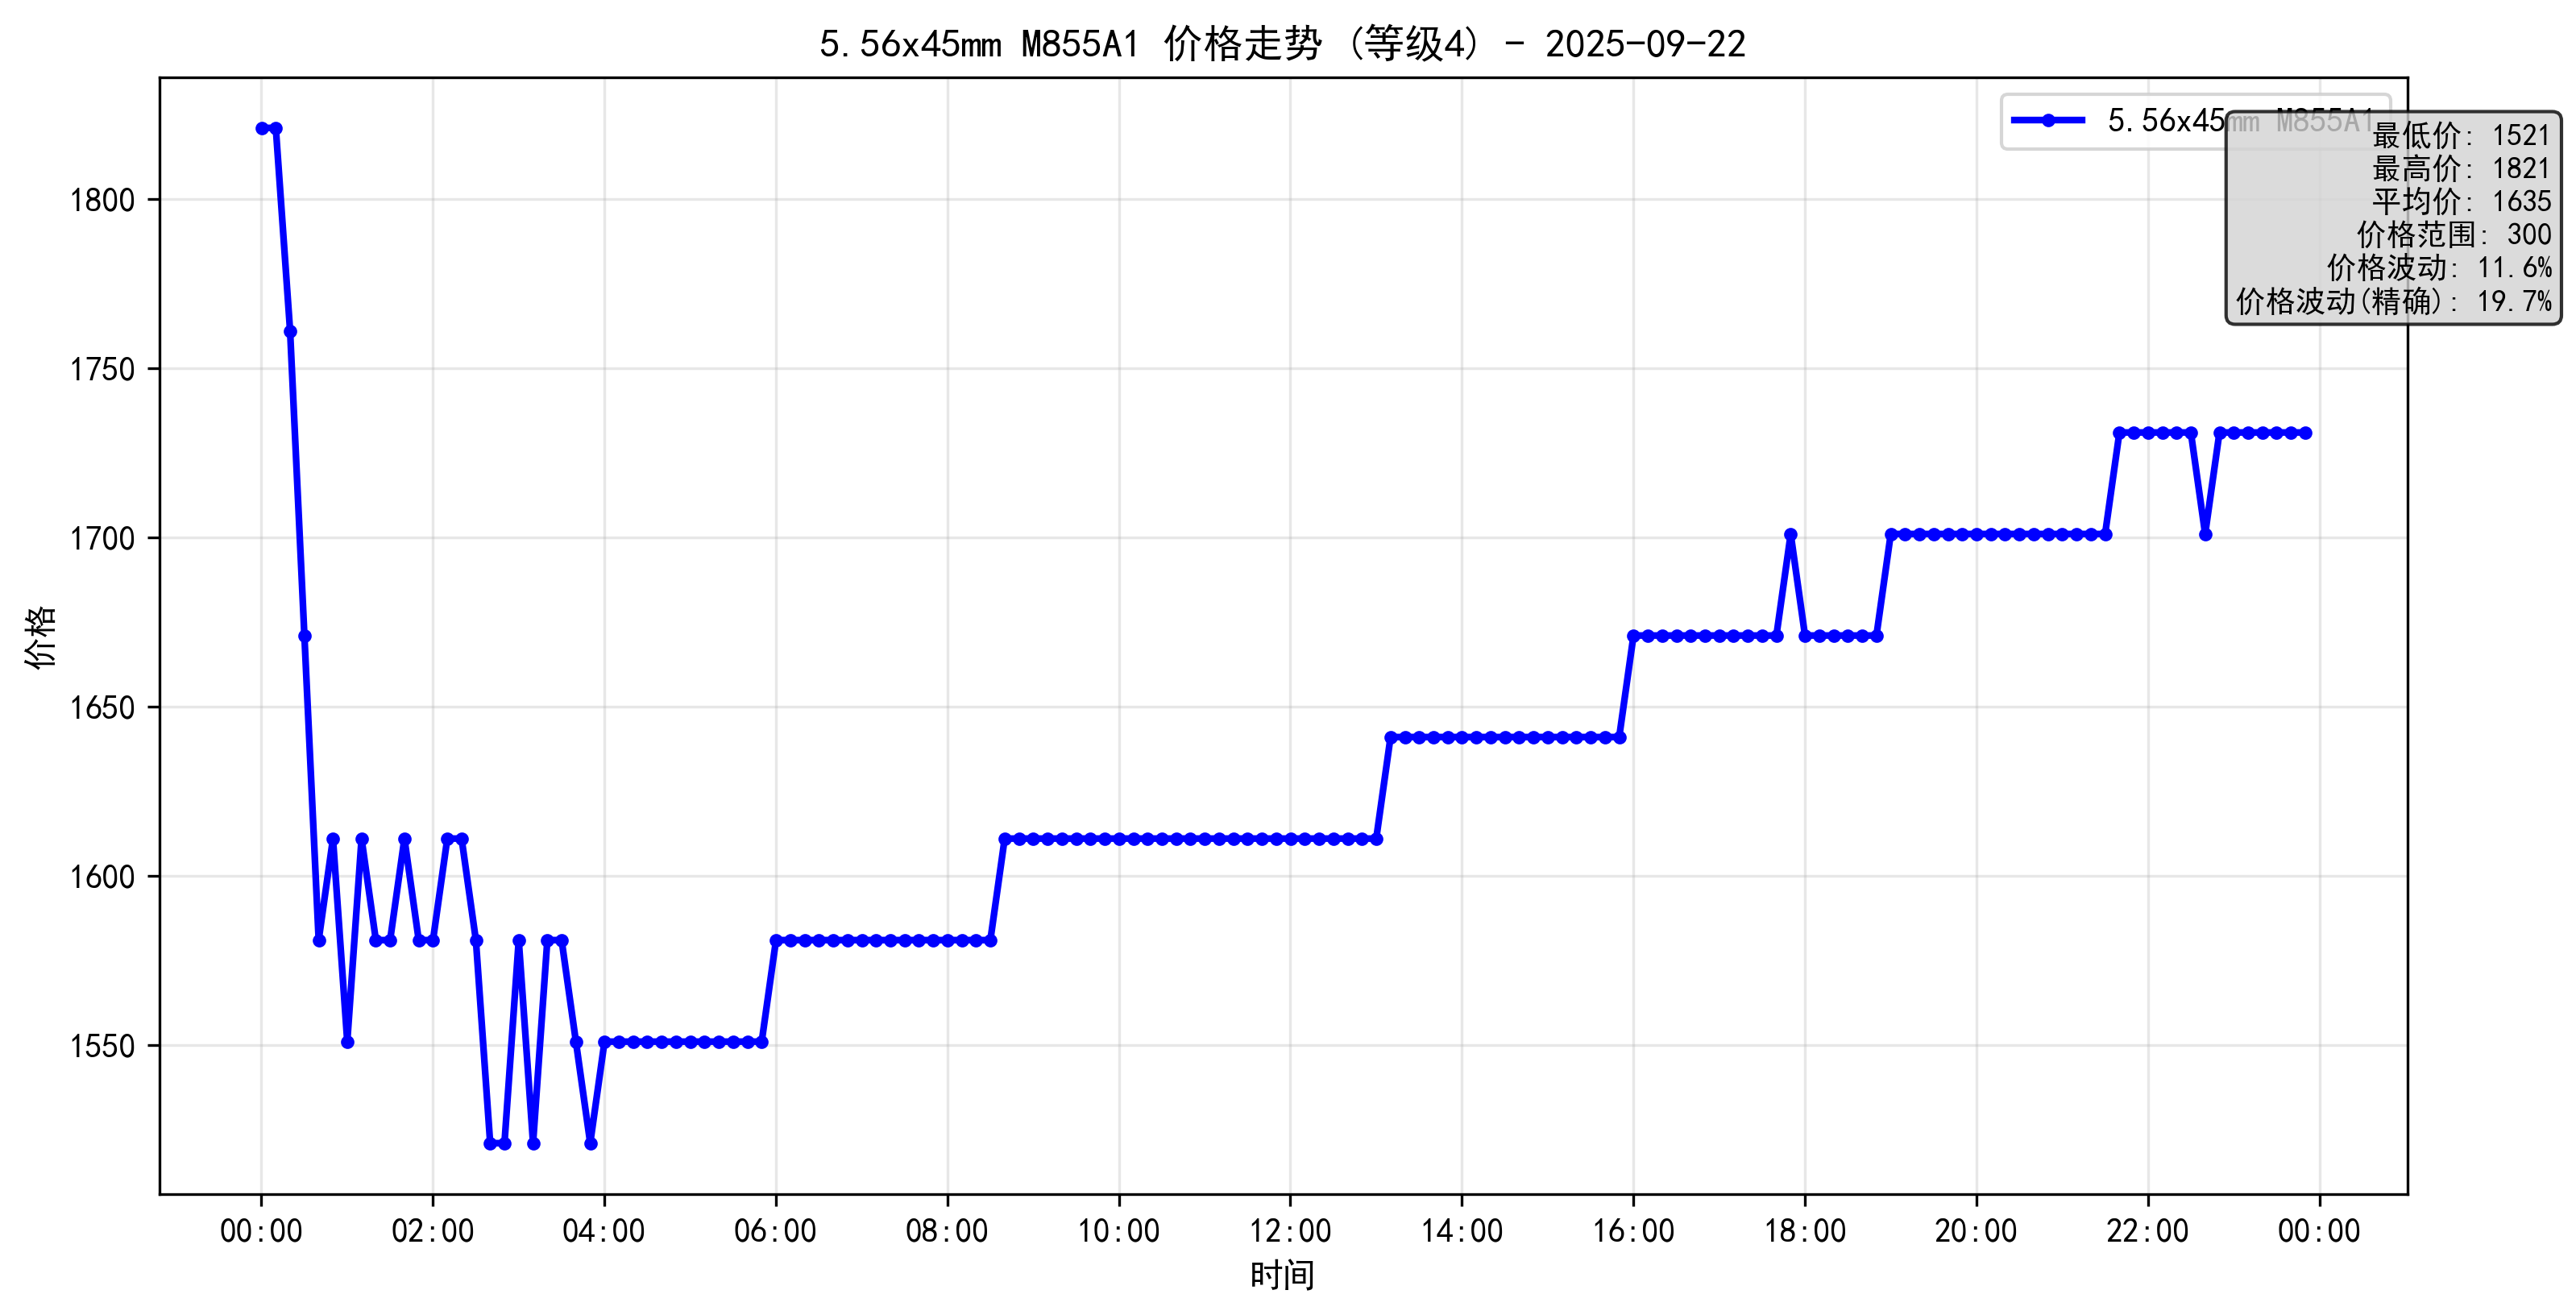 5.56x45mm M855A1 价格走势 (等级4) - 2025-09-22
5.56x45mm M855A1
最低价: 1521
最高价: 1821
平均价: 1635
价格范围: 300
价格波动: 11.6%
价格波动(精确): 19.7%
价格
1800
1750
1700
1650
1600
1550
00:00 02:00 04:00 06:00 08:00 10:00 12:00 14:00 16:00 18:00 20:00 22:00 00:00
时间